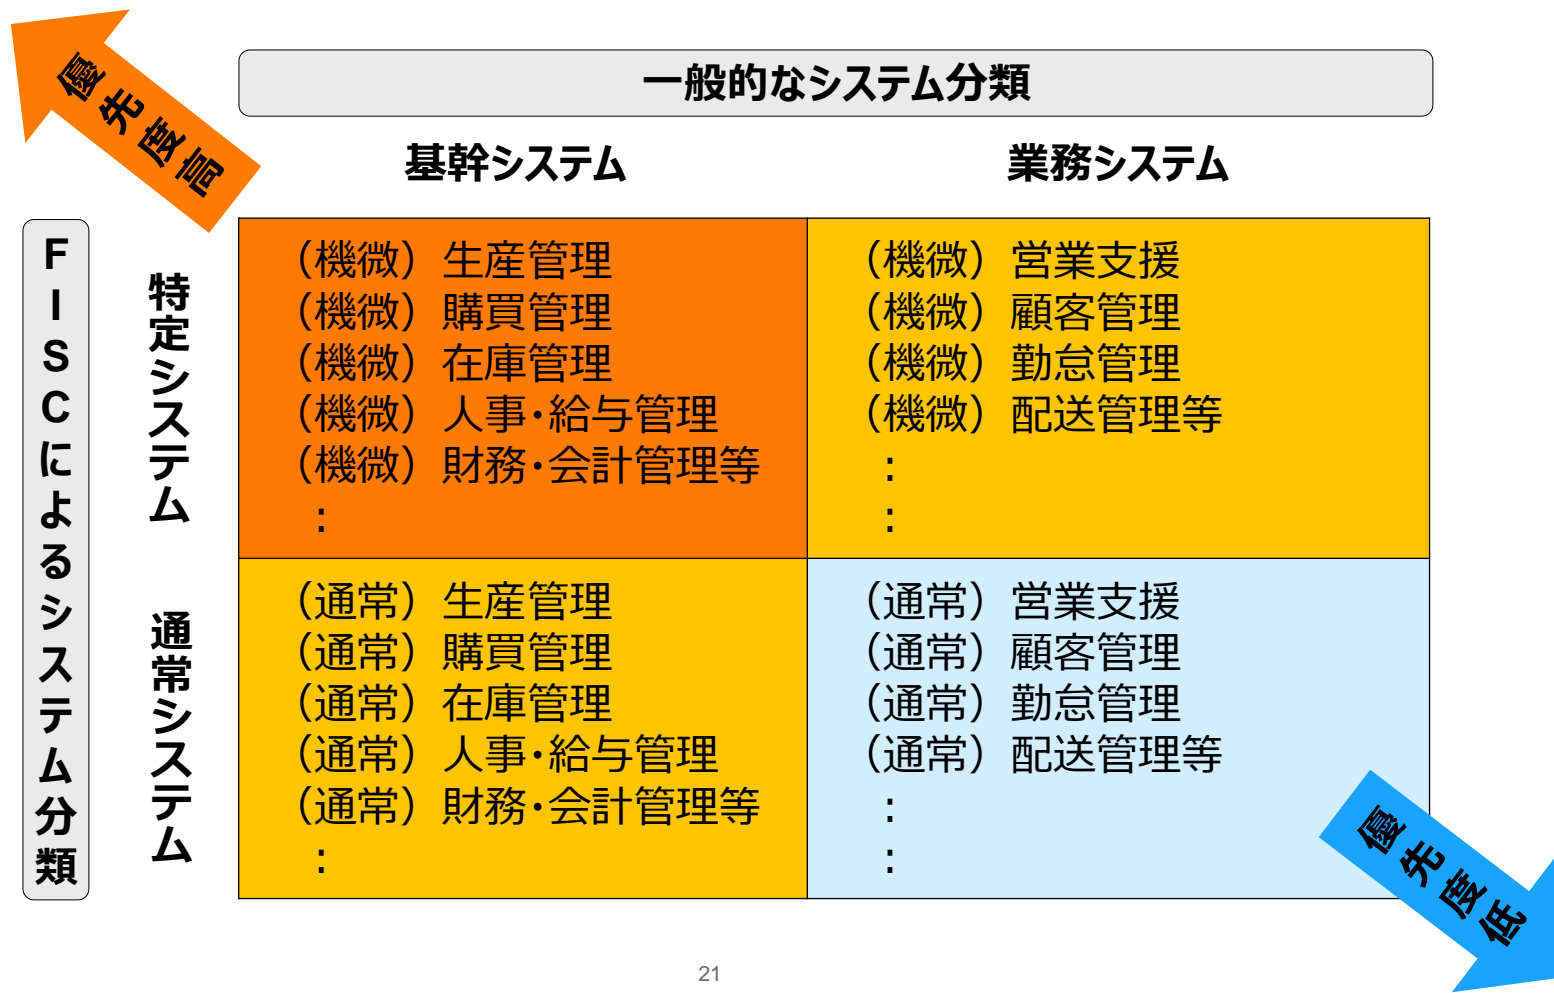 優先度高
一般的なシステム分類
基幹システム
業務システム
FISCによるシステム分類
特定システム
（機微）生産管理
（機微）購買管理
（機微）在庫管理
（機微）人事・給与管理
（機微）財務・会計管理等
：
（機微）営業支援
（機微）顧客管理
（機微）勤怠管理
（機微）配送管理等
：
：
通常システム
（通常）生産管理
（通常）購買管理
（通常）在庫管理
（通常）人事・給与管理
（通常）財務・会計管理等
：
（通常）営業支援
（通常）顧客管理
（通常）勤怠管理
（通常）配送管理等
：
：
優先度低
21